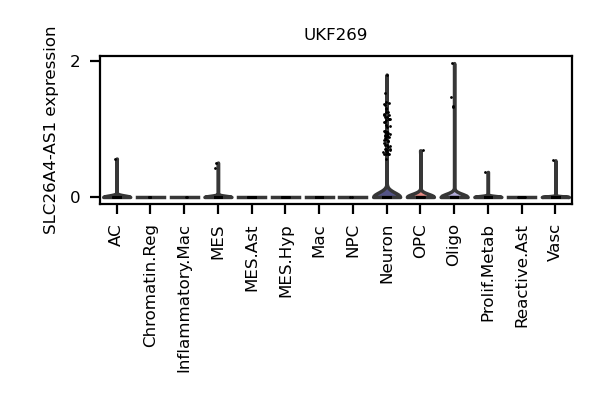 UKF269
SLC26A4-AS1 expression
2
0
AC
Chromatin.Reg
Inflammatory.Mac
MES
MES.Ast
MES.Hyp
Mac
NPC
Neuron
OPC
Oligo
Prolif.Metab
Reactive.Ast
Vasc